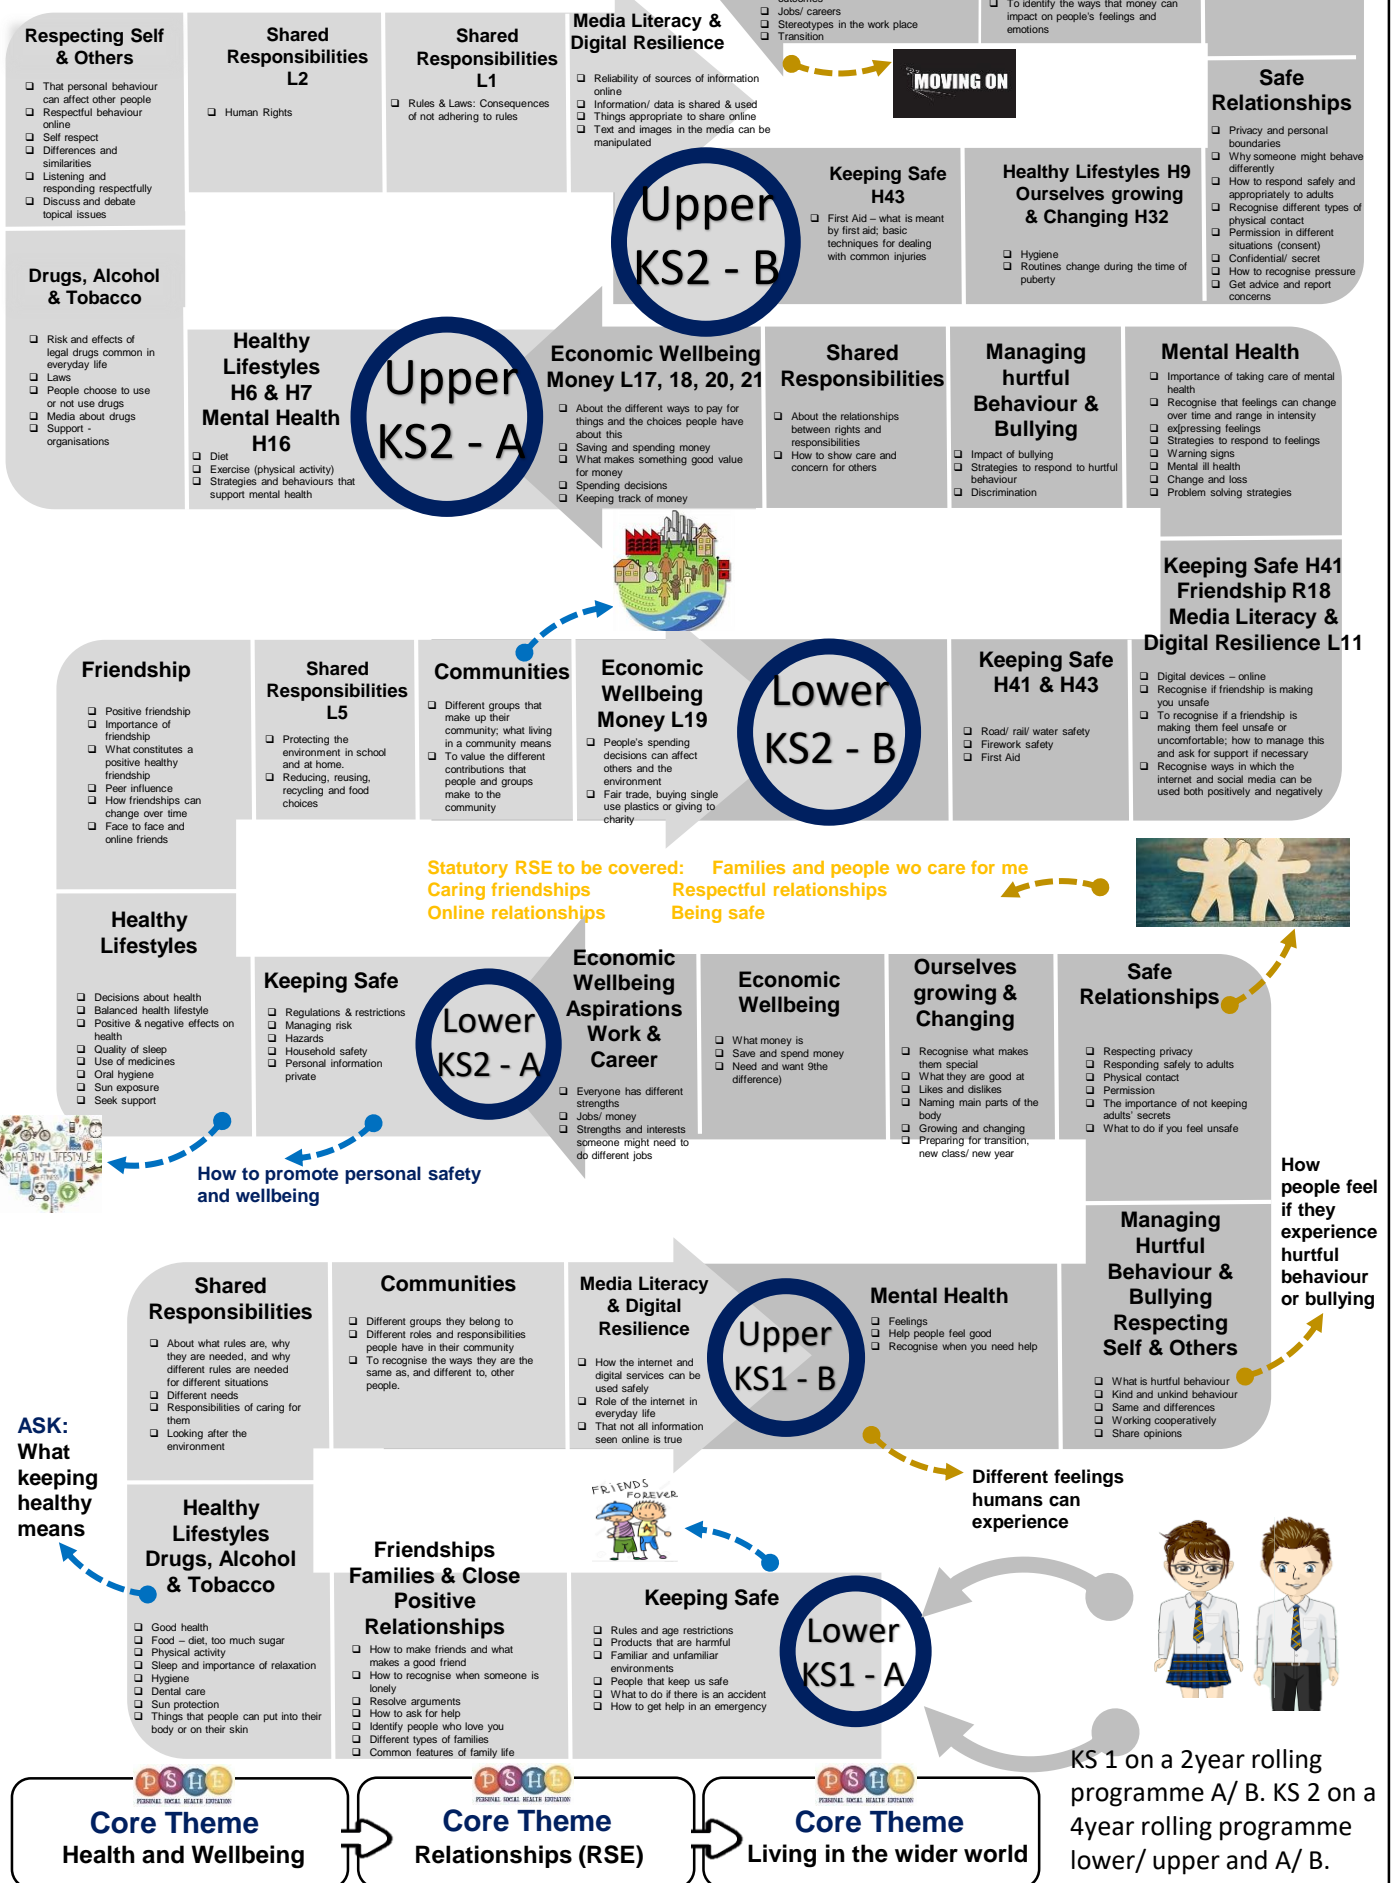 outcomes
Jobs/ careers
Stereotypes in the work place
Transition
To identify the ways that money can
impact on people's feelings and
emotions
MOVING ON
Respecting Self
& Others
That personal behaviour
can affect other people
Respectful behaviour
online
Self respect
Differences and
similarities
Listening and
responding respectfully
Discuss and debate
topical issues
Shared
Responsibilities
L2
Human Rights
Shared
Responsibilities
L1
Rules & Laws: Consequences
of not adhering to rules
Media Literacy &
Digital Resilience
Reliability of sources of information
online
Information/ data is shared & used
Things appropriate to share online
Text and images in the media can be
manipulated
Upper
KS2 - B
Keeping Safe
H43
First Aid – what is meant
by first aid; basic
techniques for dealing
with common injuries
Healthy Lifestyles H9
Ourselves growing
& Changing H32
Hygiene
Routines change during the time of
puberty
Safe
Relationships
Privacy and personal
boundaries
Why someone might behave
differently
How to respond safely and
appropriately to adults
Recognise different types of
physical contact
Permission in different
situations (consent)
Confidential/ secret
How to recognise pressure
Get advice and report
concerns
Drugs, Alcohol
& Tobacco
Risk and effects of
legal drugs common in
everyday life
Laws
People choose to use
or not use drugs
Media about drugs
Support -
organisations
Healthy
Lifestyles
H6 & H7
Mental Health
H16
Diet
Exercise (physical activity)
Strategies and behaviours that
support mental health
Upper
KS2 - A
Economic Wellbeing
Money L17, 18, 20, 21
About the different ways to pay for
things and the choices people have
about this
Saving and spending money
What makes something good value
for money
Spending decisions
Keeping track of money
Shared
Responsibilities
About the relationships
between rights and
responsibilities
How to show care and
concern for others
Managing
hurtful
Behaviour &
Bullying
Impact of bullying
Strategies to respond to hurtful
behaviour
Discrimination
Mental Health
Importance of taking care of mental
health
Recognise that feelings can change
over time and range in intensity
ex[pressing feelings
Strategies to respond to feelings
Warning signs
Mental ill health
Change and loss
Problem solving strategies
Keeping Safe H41
Friendship R18
Media Literacy &
Digital Resilience L11
Digital devices – online
Recognise if friendship is making
you unsafe
To recognise if a friendship is
making them feel unsafe or
uncomfortable; how to manage this
and ask for support if necessary
Recognise ways in which the
internet and social media can be
used both positively and negatively
Friendship
Positive friendship
Importance of
friendship
What constitutes a
positive healthy
friendship
Peer influence
How friendships can
change over time
Face to face and
online friends
Shared
Responsibilities
L5
Protecting the
environment in school
and at home.
Reducing, reusing,
recycling and food
choices
Communities
Different groups that
make up their
community; what living
in a community means
To value the different
contributions that
people and groups
make to the
community
Economic
Wellbeing
Money L19
People's spending
decisions can affect
others and the
environment
Fair trade, buying single
use plastics or giving to
charity
Lower
KS2 - B
Keeping Safe
H41 & H43
Road/ rail/ water safety
Firework safety
First Aid
Statutory RSE to be covered: Families and people wo care for me
Caring friendships Respectful relationships
Online relationships Being safe
Healthy
Lifestyles
Decisions about health
Balanced health lifestyle
Positive & negative effects on
health
Quality of sleep
Use of medicines
Oral hygiene
Sun exposure
Seek support
HEALTHY LIFESTYLE
Keeping Safe
Regulations & restrictions
Managing risk
Hazards
Household safety
Personal information
private
How to promote personal safety
and wellbeing
Lower
KS2 - A
Economic
Wellbeing
Aspirations
Work &
Career
Everyone has different
strengths
Jobs/ money
Strengths and interests
someone might need to
do different jobs
Economic
Wellbeing
What money is
Save and spend money
Need and want 9the
difference)
Ourselves
growing &
Changing
Recognise what makes
them special
What they are good at
Likes and dislikes
Naming main parts of the
body
Growing and changing
Preparing for transition,
new class/ new year
Safe
Relationships
Respecting privacy
Responding safely to adults
Physical contact
Permission
The importance of not keeping
adults' secrets
What to do if you feel unsafe
How
people feel
if they
experience
hurtful
behaviour
or bullying
Managing
Hurtful
Behaviour &
Bullying
Respecting
Self & Others
What is hurtful behaviour
Kind and unkind behaviour
Same and differences
Working cooperatively
Share opinions
Shared
Responsibilities
About what rules are, why
they are needed, and why
different rules are needed
for different situations
Different needs
Responsibilities of caring for
them
Looking after the
environment
Communities
Different groups they belong to
Different roles and responsibilities
people have in their community
To recognise the ways they are the
same as, and different to, other
people.
Media Literacy
& Digital
Resilience
How the internet and
digital services can be
used safely
Role of the internet in
everyday life
That not all information
seen online is true
Upper
KS1 - B
Mental Health
Feelings
Help people feel good
Recognise when you need help
Different feelings
humans can
experience
ASK:
What
keeping
healthy
means
Healthy
Lifestyles
Drugs, Alcohol
& Tobacco
Good health
Food – diet, too much sugar
Physical activity
Sleep and importance of relaxation
Hygiene
Dental care
Sun protection
Things that people can put into their
body or on their skin
Friendships
Families & Close
Positive
Relationships
How to make friends and what
makes a good friend
How to recognise when someone is
lonely
Resolve arguments
How to ask for help
Identify people who love you
Different types of families
Common features of family life
FRIENDS
FOREVER
Keeping Safe
Rules and age restrictions
Products that are harmful
Familiar and unfamiliar
environments
People that keep us safe
What to do if there is an accident
How to get help in an emergency
Lower
KS1 - A
KS 1 on a 2year rolling
programme A/ B. KS 2 on a
4year rolling programme
lower/ upper and A/ B.
PSHE
PERSONAL SOCIAL HEALTH EDUCATION
Core Theme
Health and Wellbeing
PSHE
PERSONAL SOCIAL HEALTH EDUCATION
Core Theme
Relationships (RSE)
PSHE
PERSONAL SOCIAL HEALTH EDUCATION
Core Theme
Living in the wider world